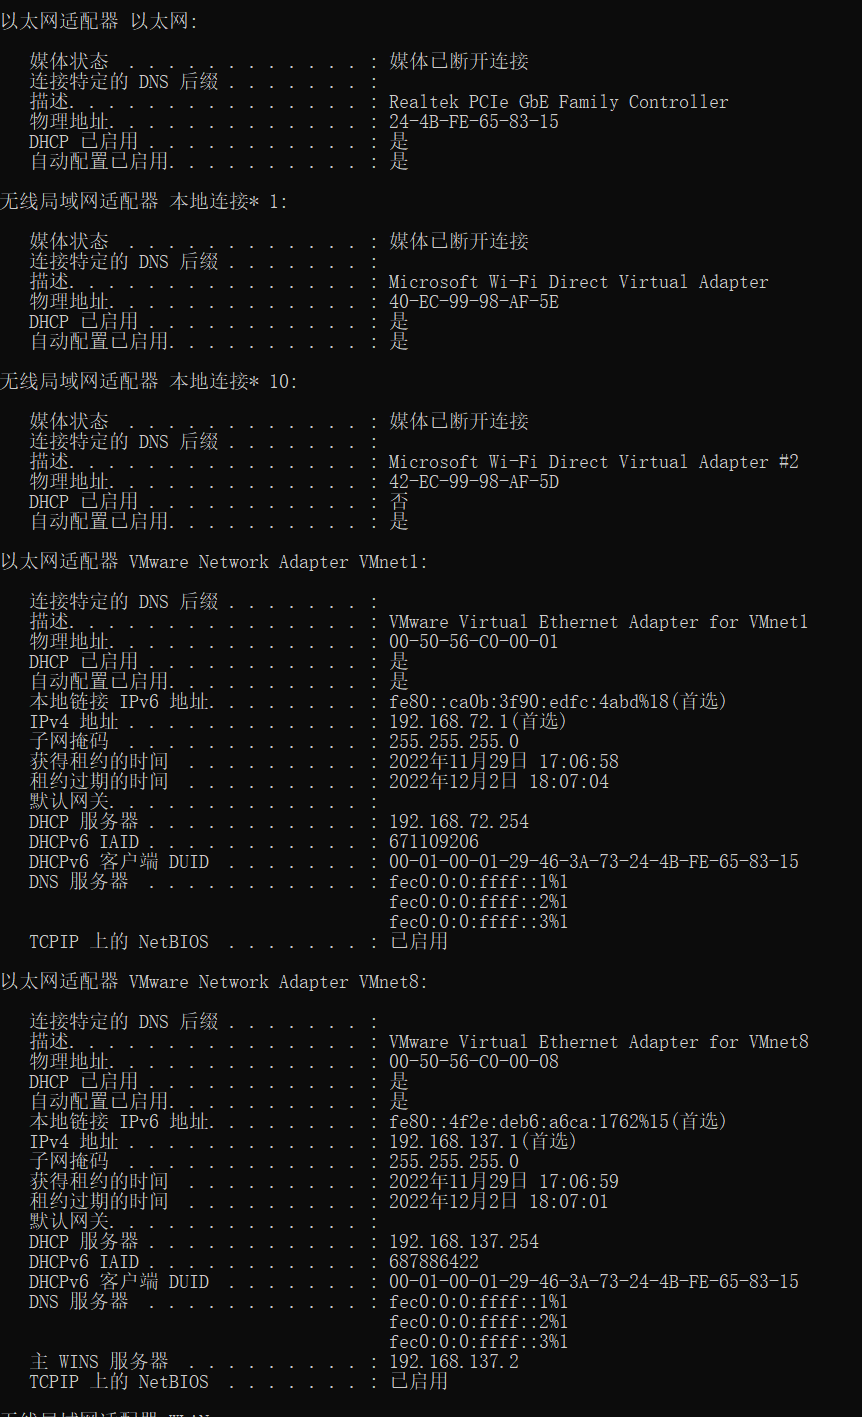 以太网适配器 以太网:
媒体状态 . . . . . . . . . . . . : 媒体已断开连接
连接特定的 DNS 后缀 . . . . . . . :
描述. . . . . . . . . . . . . . . : Realtek PCIe GbE Family Controller
物理地址. . . . . . . . . . . . . : 24-4B-FE-65-83-15
DHCP 已启用 . . . . . . . . . . . : 是
自动配置已启用. . . . . . . . . . : 是
无线局域网适配器 本地连接* 1:
媒体状态 . . . . . . . . . . . . : 媒体已断开连接
连接特定的 DNS 后缀 . . . . . . . :
描述. . . . . . . . . . . . . . . : Microsoft Wi-Fi Direct Virtual Adapter
物理地址. . . . . . . . . . . . . : 40-EC-99-98-AF-5E
DHCP 已启用 . . . . . . . . . . . : 是
自动配置已启用. . . . . . . . . . : 是
无线局域网适配器 本地连接* 10:
媒体状态 . . . . . . . . . . . . : 媒体已断开连接
连接特定的 DNS 后缀 . . . . . . . :
描述. . . . . . . . . . . . . . . : Microsoft Wi-Fi Direct Virtual Adapter #2
物理地址. . . . . . . . . . . . . : 42-EC-99-98-AF-5D
DHCP 已启用 . . . . . . . . . . . : 否
自动配置已启用. . . . . . . . . . : 是
以太网适配器 VMware Network Adapter VMnet1:
连接特定的 DNS 后缀 . . . . . . . :
描述. . . . . . . . . . . . . . . : VMware Virtual Ethernet Adapter for VMnet1
物理地址. . . . . . . . . . . . . : 00-50-56-C0-00-01
DHCP 已启用 . . . . . . . . . . . : 是
自动配置已启用. . . . . . . . . . : 是
本地链接 IPv6 地址. . . . . . . . : fe80::ca0b:3f90:edfc:4abd%18(首选)
IPv4 地址 . . . . . . . . . . . . : 192.168.72.1(首选)
子网掩码 . . . . . . . . . . . . : 255.255.255.0
获得租约的时间 . . . . . . . . . : 2022年11月29日 17:06:58
租约过期的时间 . . . . . . . . . : 2022年12月2日 18:07:04
默认网关. . . . . . . . . . . . . :
DHCP 服务器 . . . . . . . . . . . : 192.168.72.254
DHCPv6 IAID . . . . . . . . . . . : 671109206
DHCPv6 客户端 DUID . . . . . . . : 00-01-00-01-29-46-3A-73-24-4B-FE-65-83-15
DNS 服务器 . . . . . . . . . . . : fec0:0:0:ffff::1%1
fec0:0:0:ffff::2%1
fec0:0:0:ffff::3%1
TCPIP 上的 NetBIOS . . . . . . . : 已启用
以太网适配器 VMware Network Adapter VMnet8:
连接特定的 DNS 后缀 . . . . . . . :
描述. . . . . . . . . . . . . . . : VMware Virtual Ethernet Adapter for VMnet8
物理地址. . . . . . . . . . . . . : 00-50-56-C0-00-08
DHCP 已启用 . . . . . . . . . . . : 是
自动配置已启用. . . . . . . . . . : 是
本地链接 IPv6 地址. . . . . . . . : fe80::4f2e:deb6:a6ca:1762%15(首选)
IPv4 地址 . . . . . . . . . . . . : 192.168.137.1(首选)
子网掩码 . . . . . . . . . . . . : 255.255.255.0
获得租约的时间 . . . . . . . . . : 2022年11月29日 17:06:59
租约过期的时间 . . . . . . . . . : 2022年12月2日 18:07:01
默认网关. . . . . . . . . . . . . :
DHCP 服务器 . . . . . . . . . . . : 192.168.137.254
DHCPv6 IAID . . . . . . . . . . . : 687886422
DHCPv6 客户端 DUID . . . . . . . : 00-01-00-01-29-46-3A-73-24-4B-FE-65-83-15
DNS 服务器 . . . . . . . . . . . : fec0:0:0:ffff::1%1
fec0:0:0:ffff::2%1
fec0:0:0:ffff::3%1
主 WINS 服务器 . . . . . . . . . : 192.168.137.2
TCPIP 上的 NetBIOS . . . . . . . : 已启用